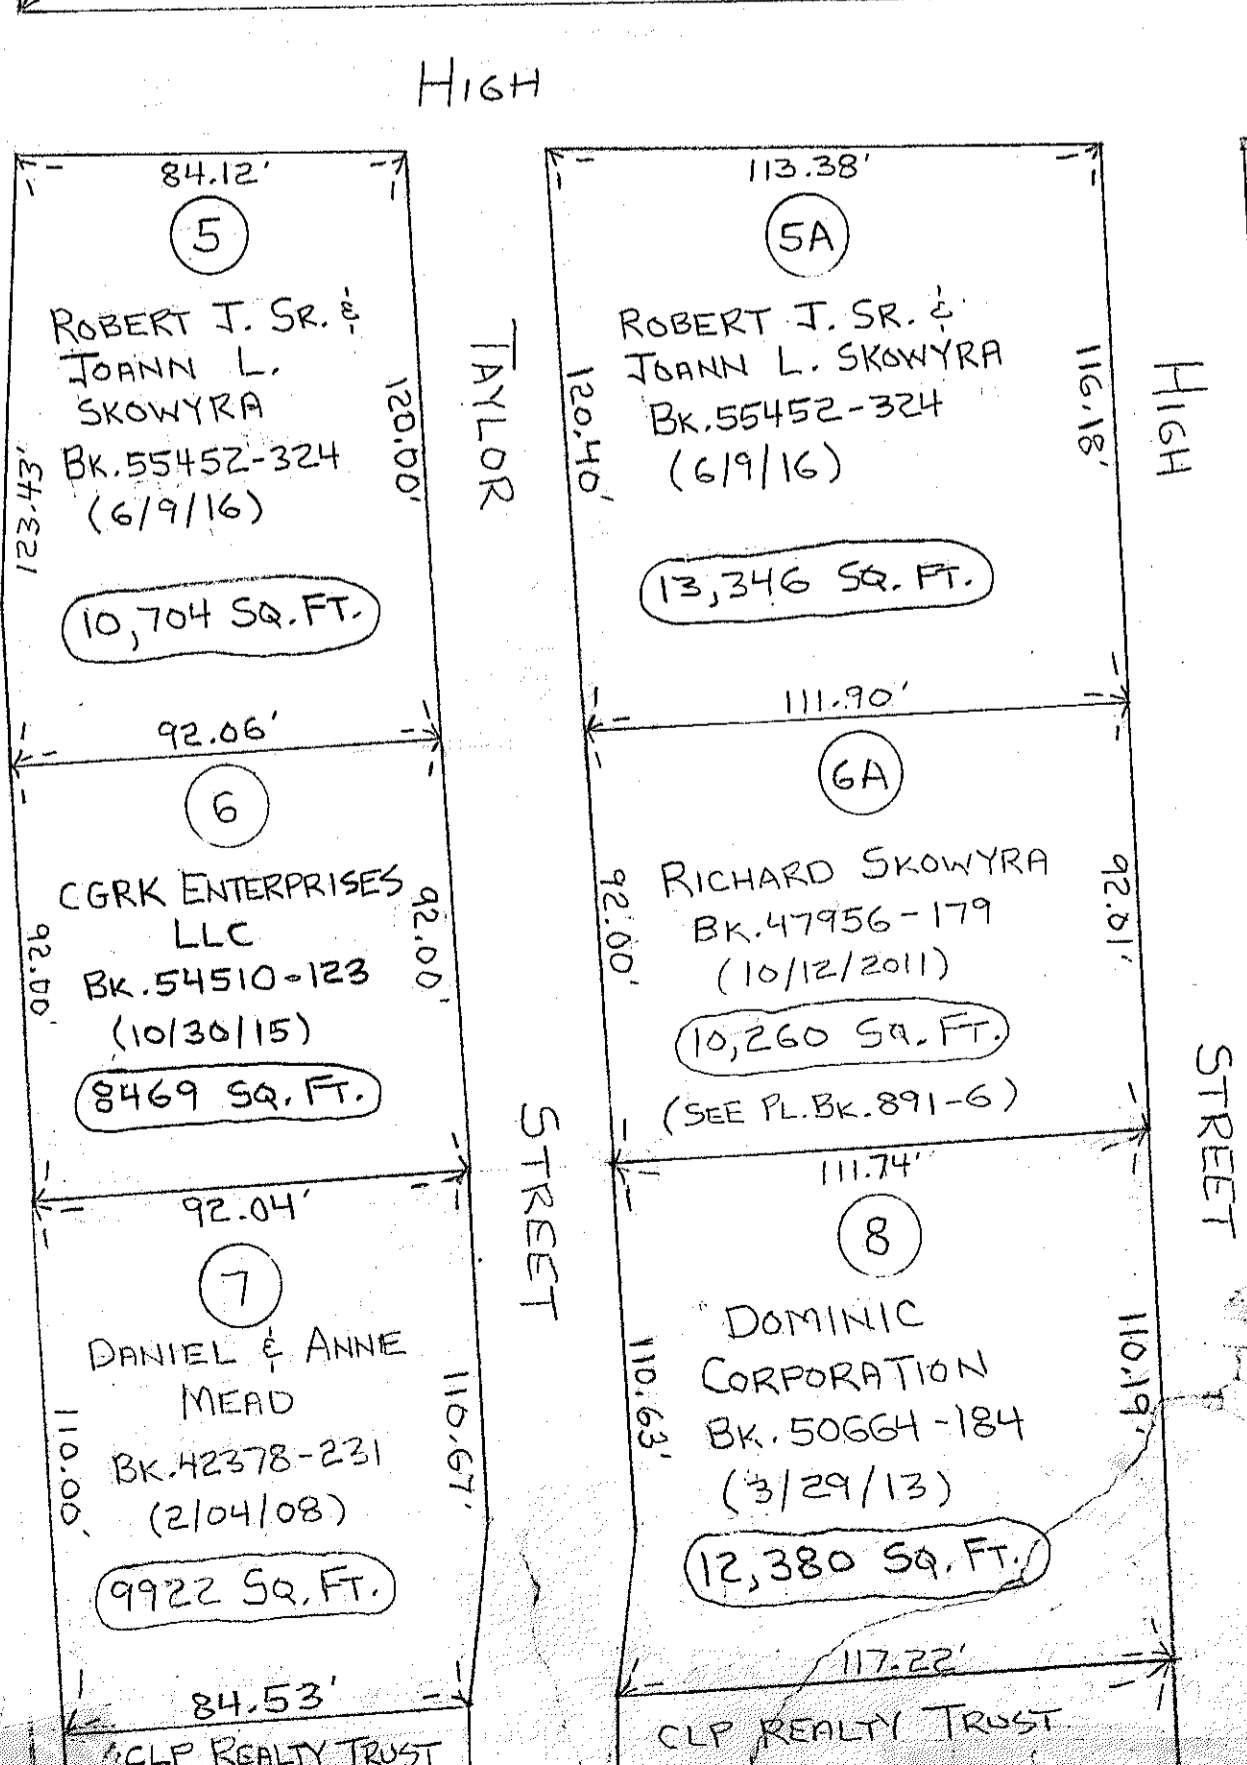 HIGH
84.12'
5
ROBERT J. SR. &
JOANN L.
SKOWYRA
BK.55452-324
(6/9/16)
123.43'
120.00'
10,704 SQ.FT.
92.06'
6
CGRK ENTERPRISES
LLC
BK.54510-123
(10/30/15)
8469 SQ. FT.
92.00'
92.00'
92.04'
7
DANIEL & ANNE
MEAD
BK.42378-231
(2/04/08)
9922 SQ. FT.
110.00'
110.67'
84.53'
CLP REALTY TRUST
TAYLOR
STREET
113.38'
5A
ROBERT J. SR. &
JOANN L. SKOWYRA
BK.55452-324
(6/9/16)
120.40'
116.18'
13,346 SQ. FT.
111.90'
6A
RICHARD SKOWYRA
BK.47956-179
(10/12/2011)
10,260 SQ. FT.
(SEE PL.BK.891-6)
92.00'
92.01'
111.74'
8
DOMINIC
CORPORATION
BK.50664-184
(3/29/13)
12,380 SQ. FT.
110.63'
110.19'
117.22'
CLP REALTY TRUST
HIGH
STREET